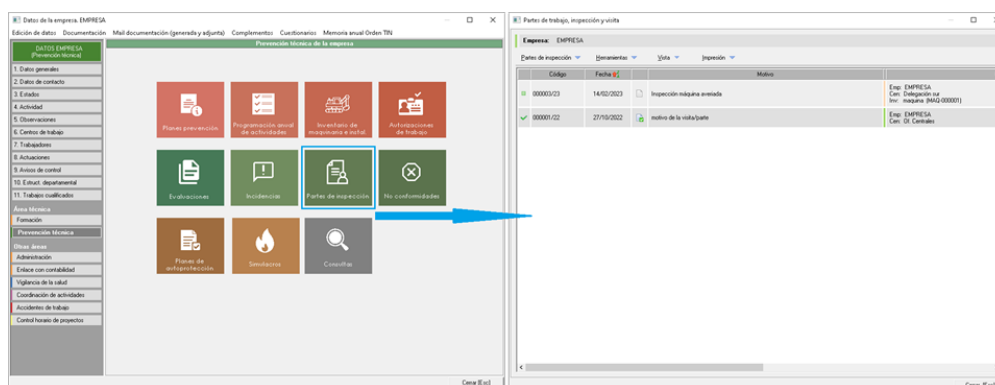 Datos de la empresa. EMPRESA
Edición de datos Documentación Mail documentación (generada y adjunta) Complementos Cuestionarios Memoria anual Orden TIN
DATOS EMPRESA
(Prevención técnica)
Prevención técnica de la empresa
1. Datos generales
2. Datos de contacto
3. Estados
4. Actividad
5. Observaciones
6. Centros de trabajo
7. Trabajadores
8. Actuaciones
9. Avisos de control
10. Estruct. departamental
11. Trabajos cualificados
Área técnica
Formación
Prevención técnica
Otras áreas
Administración
Enlace con contabilidad
Vigilancia de la salud
Coordinación de actividades
Accidentes de trabajo
Control horario de proyectos
Planes prevención
Programación anual
de actividades
Inventario de
maquinaria e instal.
Autorizaciones
de trabajo
Evaluaciones
Incidencias
Partes de inspección
No conformidades
Planes de
autoprotección
Simulacros
Consultas
Cerrar (Esc)
Partes de trabajo, inspección y visita
Empresa: EMPRESA
Partes de inspección Herramientas Vista Impresión
Código Fecha Motivo
000003/23 14/02/2023 Inspección máquina averiada
Emp: EMPRESA
Cen: Delegación sur
Inv: maquina (MAQ-000001)
000001/22 27/10/2022 motivo de la visita/parte
Emp: EMPRESA
Cen: Of. Centrales
Cerrar (Esc)